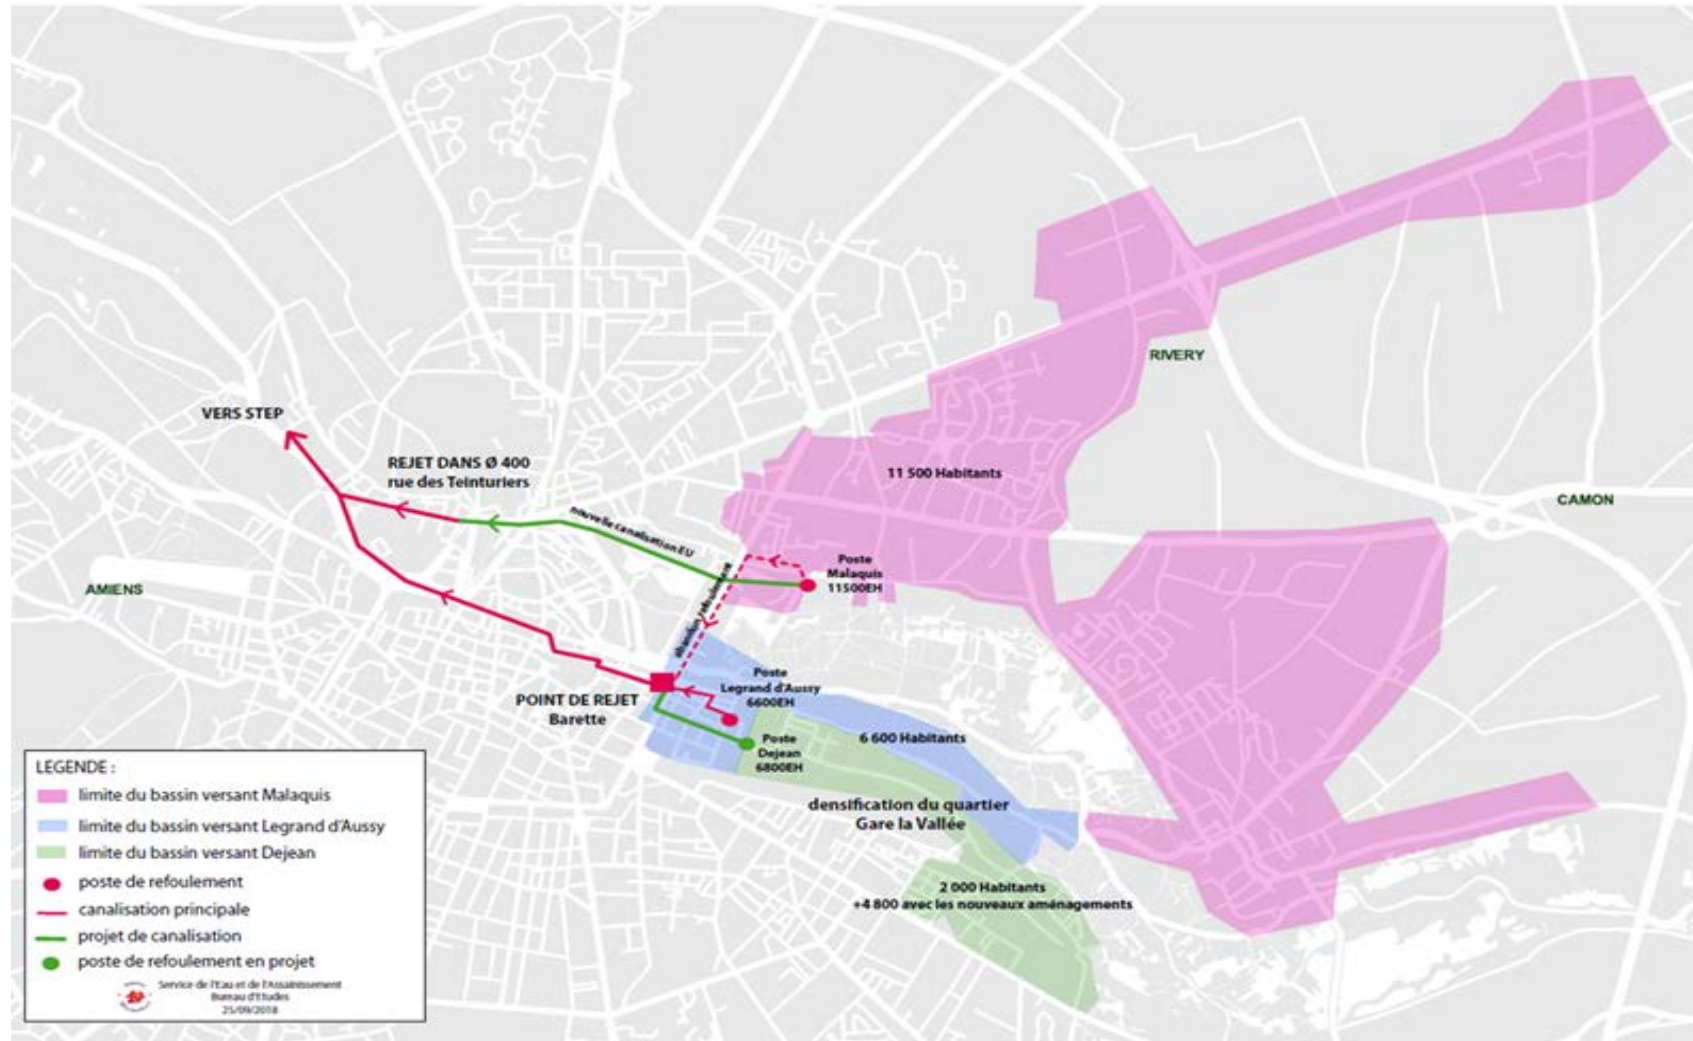 RIVERY
VERS STEP
REJET DANS Ø 400
rue des Teinturiers
11 500 Habitants
CAMON
nouvelle canalisation EU
Poste
Malaquis
11500EH
AMIENS
abandon refoulement
Poste
Legrand d'Aussy
6600EH
POINT DE REJET
Barette
Poste
Dejean
6800EH
6 600 Habitants
densification du quartier
Gare la Vallée
2 000 Habitants
+4 800 avec les nouveaux aménagements
LEGENDE :
limite du bassin versant Malaquis
limite du bassin versant Legrand d'Aussy
limite du bassin versant Dejean
poste de refoulement
canalisation principale
projet de canalisation
poste de refoulement en projet
Service de l'Eau et de l'Assainissement
Bureau d'Etudes
25/09/2018